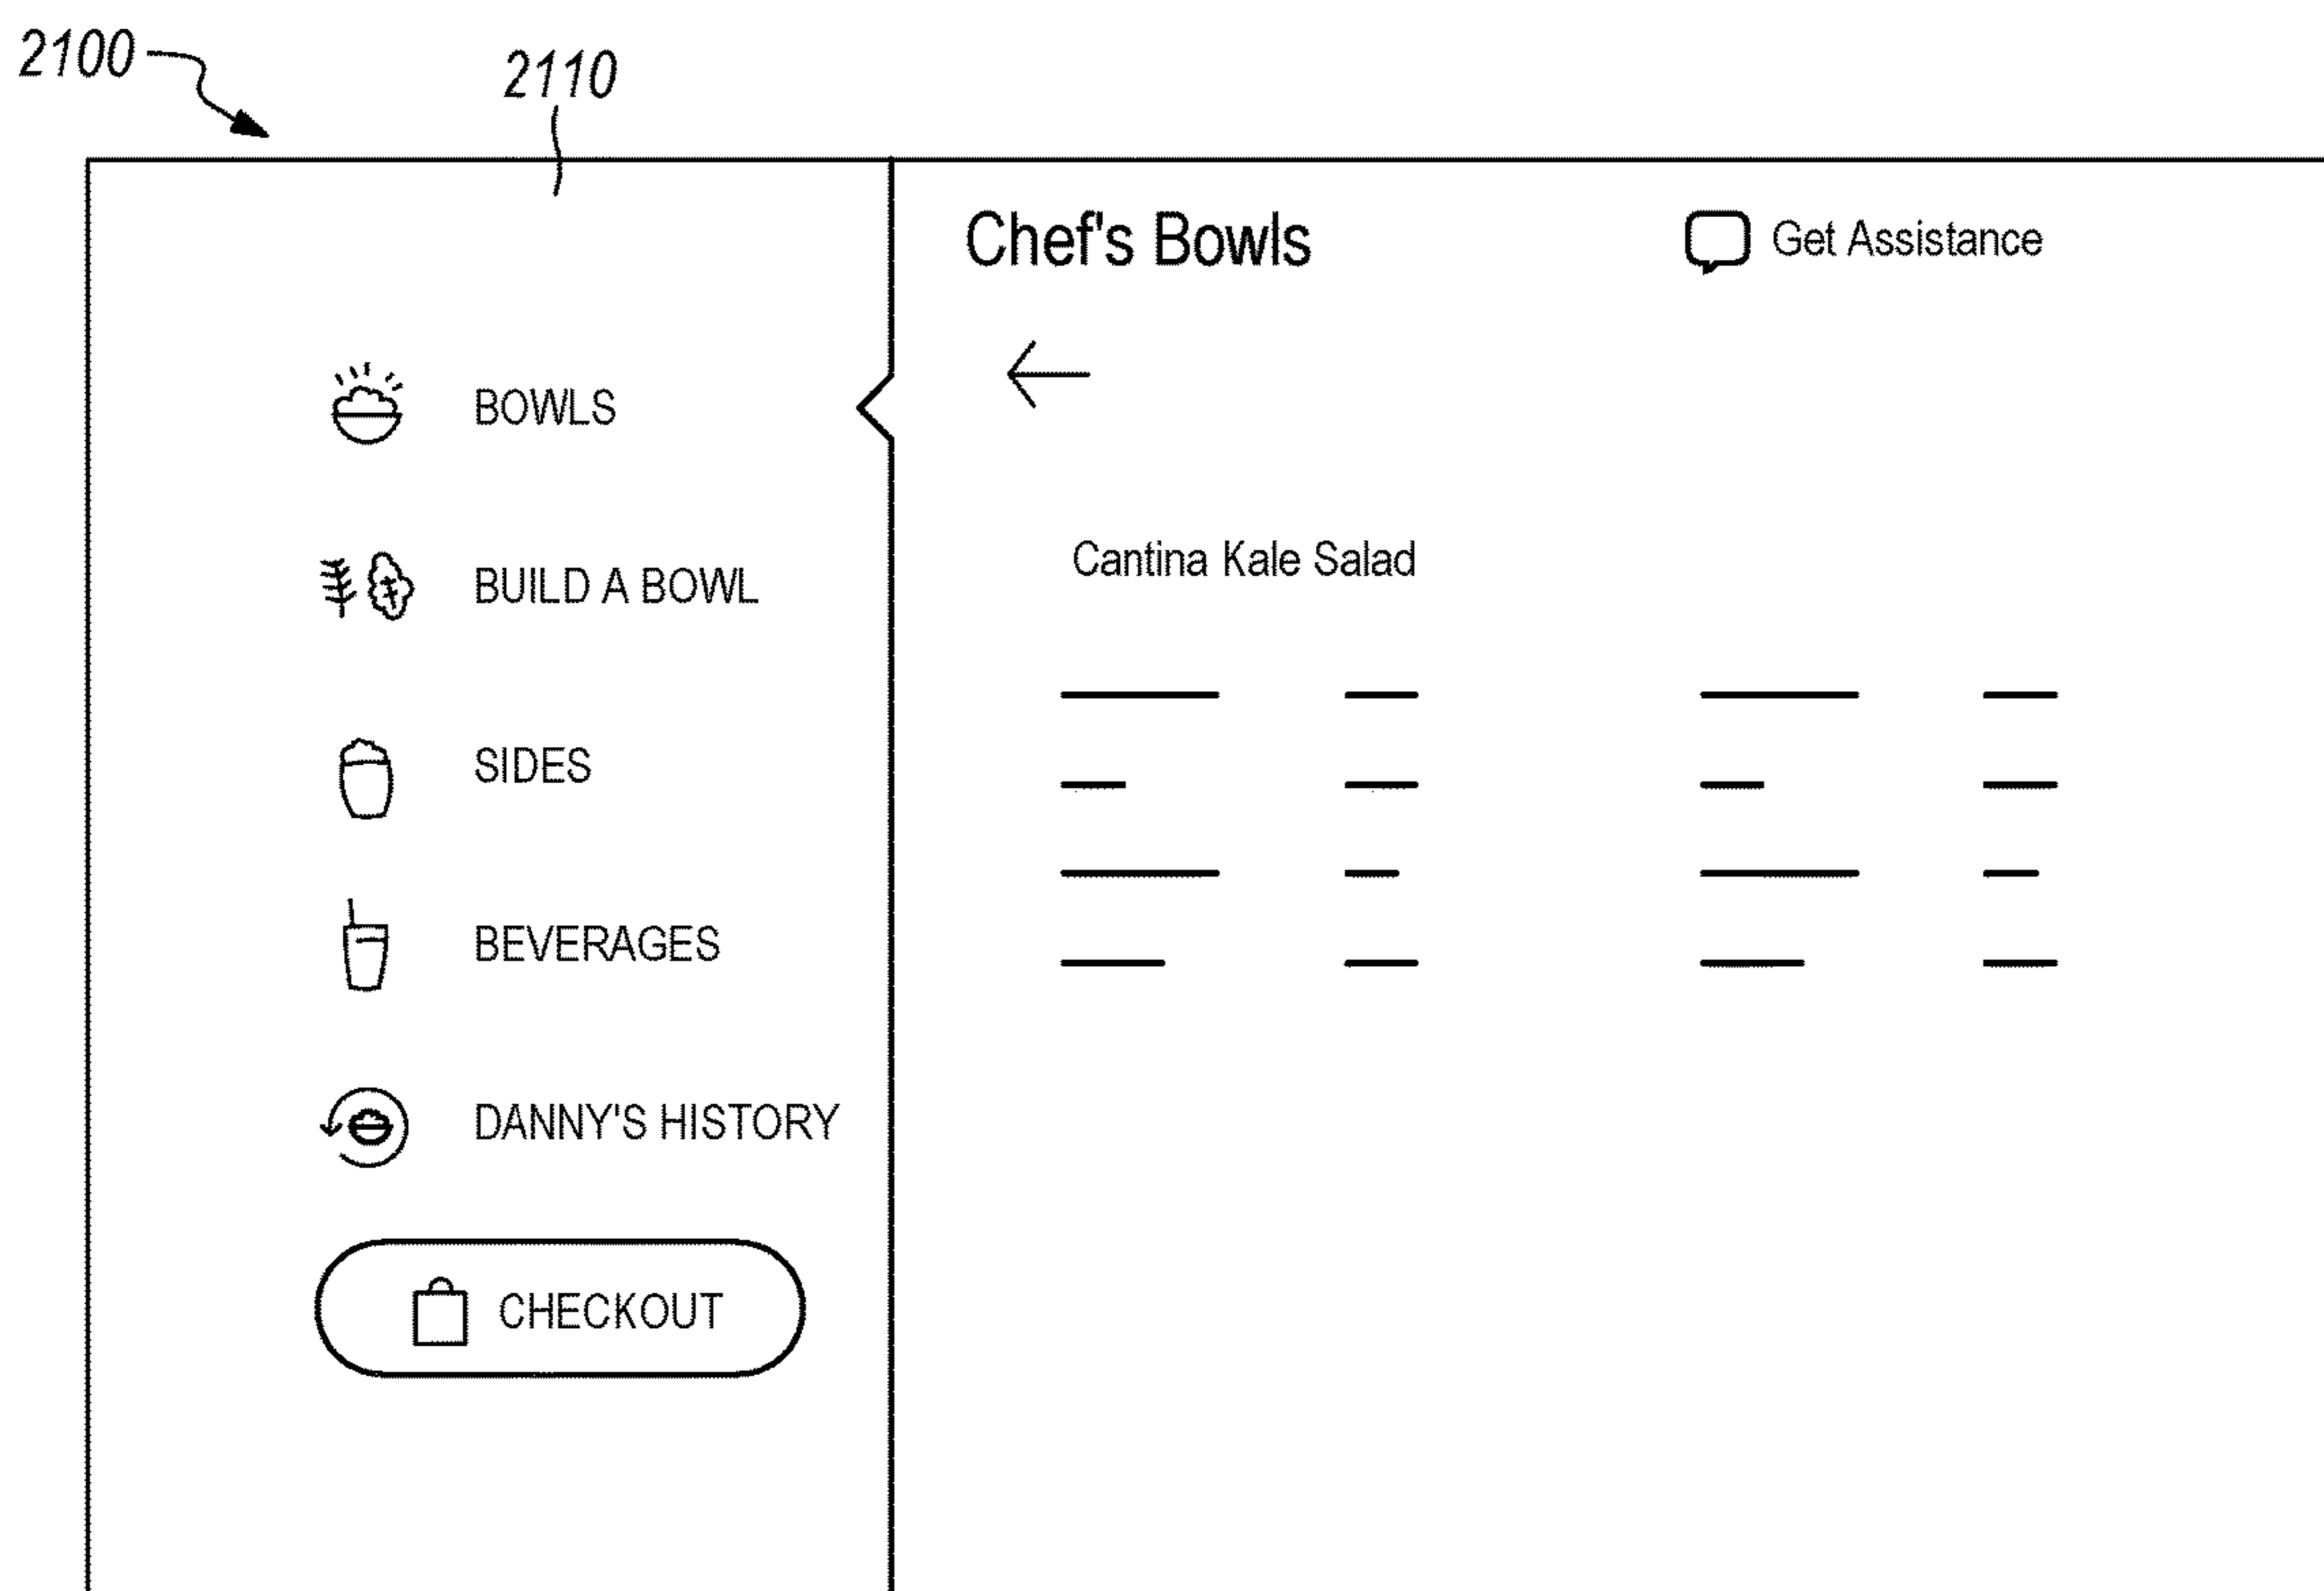 2100
2110
Chef's Bowls
Get Assistance
BOWLS
BUILD A BOWL
Cantina Kale Salad
SIDES
BEVERAGES
DANNY'S HISTORY
CHECKOUT